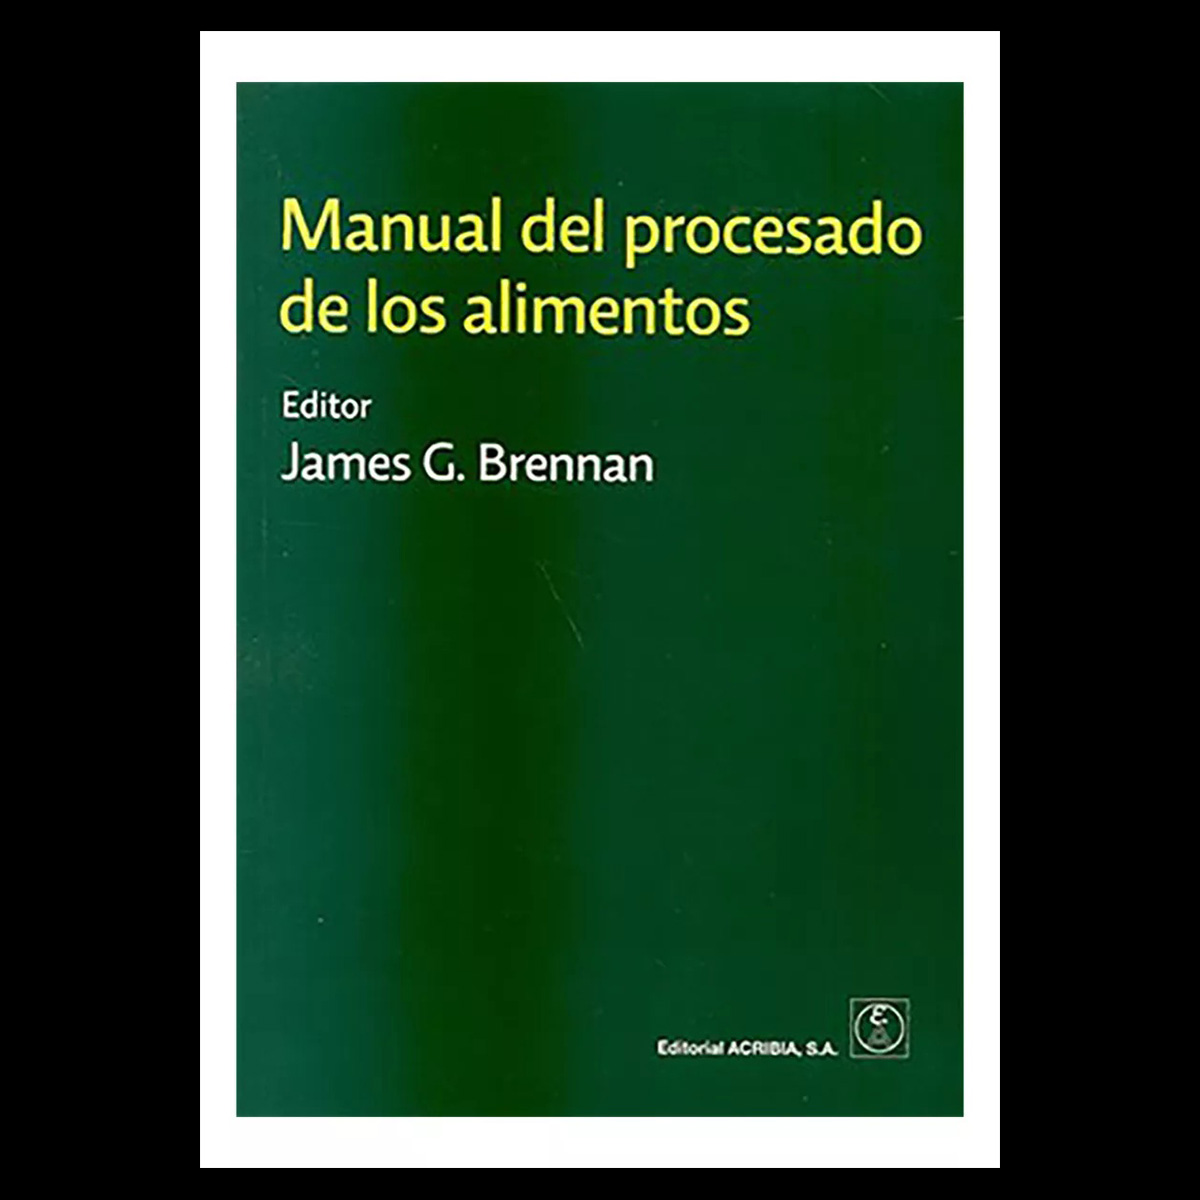 Manual del procesado
de los alimentos
Editor
James G. Brennan
Editorial ACRIBIA, S.A.
E.
A